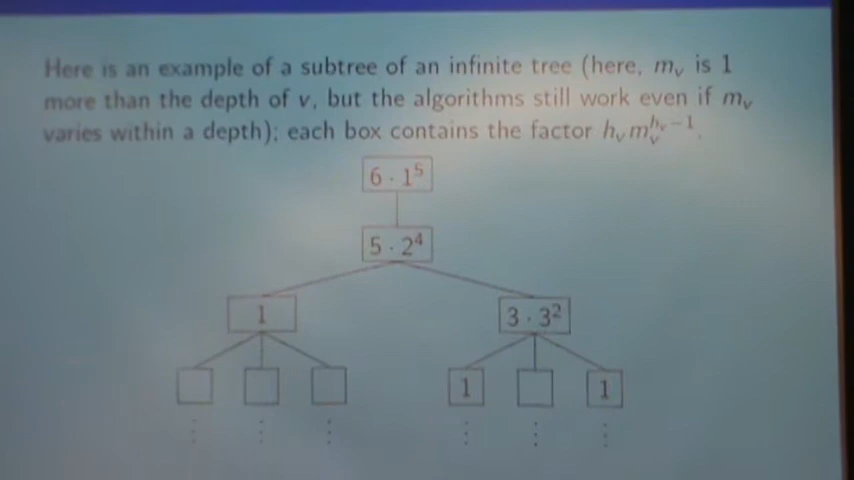 Here is an example of a subtree of an infinite tree (here, m_v is 1
more than the depth of v, but the algorithms still work even if m_v
varies within a depth); each box contains the factor h_v m_v^{h_v-1}.
6 · 1^5
5 · 2^4
1
3 · 3^2
1
1